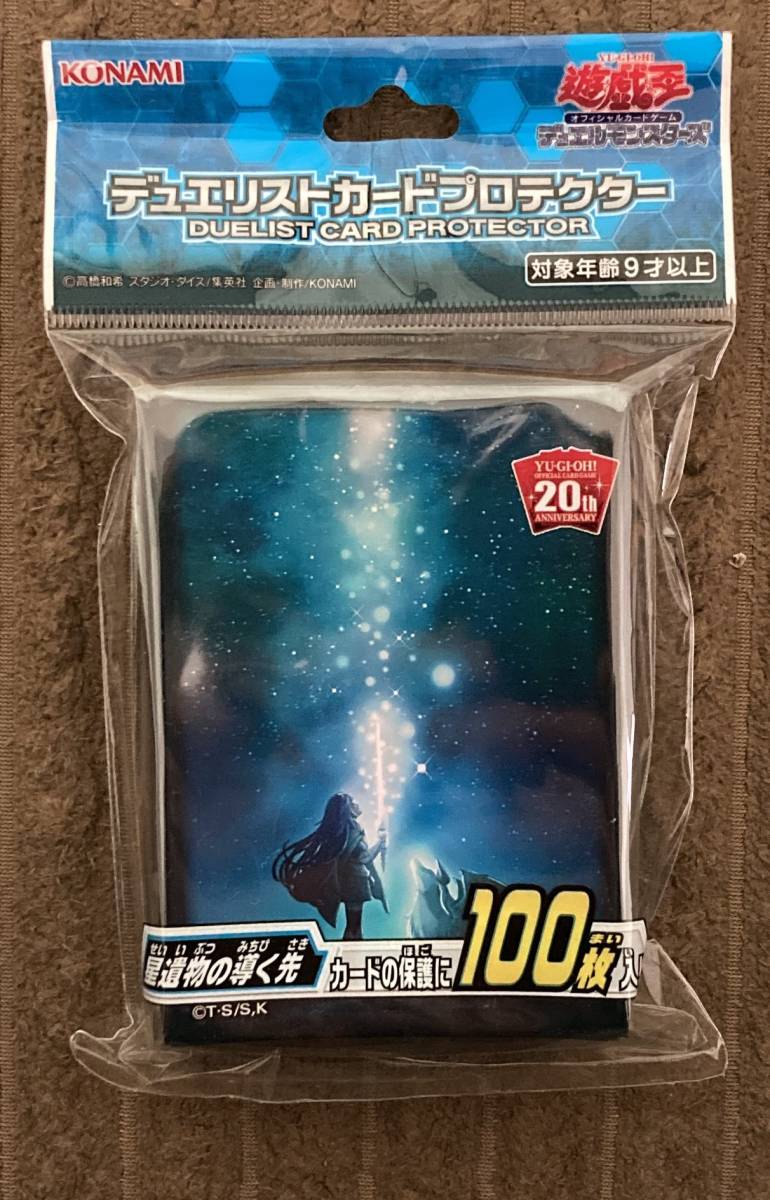 KONAMI
YU-GI-OH!
遊戯王
オフィシャルカードゲーム
デュエルモンスターズ
デュエリストカードプロテクター
DUELIST CARD PROTECTOR
©高橋和希 スタジオ・ダイス/集英社 企画・制作/KONAMI
対象年齢9才以上
YU-GI-OH!
OFFICIAL CARD GAME
20th
ANNIVERSARY
せいいぶつ みちび さき
星遺物の導く先
ほご
カードの保護に
まい
100枚入
©T·S/S,K